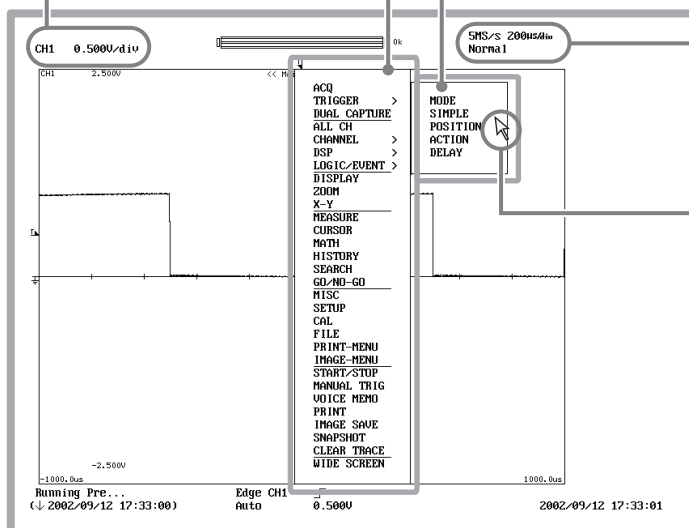 CH1 0.500V/div
Ok
5MS/s 200us/div
Normal
CH1 2.500V << M
ACQ
TRIGGER >
DUAL CAPTURE
ALL CH
CHANNEL >
DSP >
LOGIC/EVENT >
DISPLAY
ZOOM
X-Y
MEASURE
CURSOR
MATH
HISTORY
SEARCH
GO/NO-GO
MISC
SETUP
CAL
FILE
PRINT-MENU
IMAGE-MENU
START/STOP
MANUAL TRIG
VOICE MEMO
PRINT
IMAGE SAVE
SNAPSHOT
CLEAR TRACE
WIDE SCREEN
MODE
SIMPLE
POSITION
ACTION
DELAY
-2.500V
-1000.0us 1000.0us
Running Pre... Edge CH1
(↓ 2002/09/12 17:33:00) Auto 0.500V 2002/09/12 17:33:01